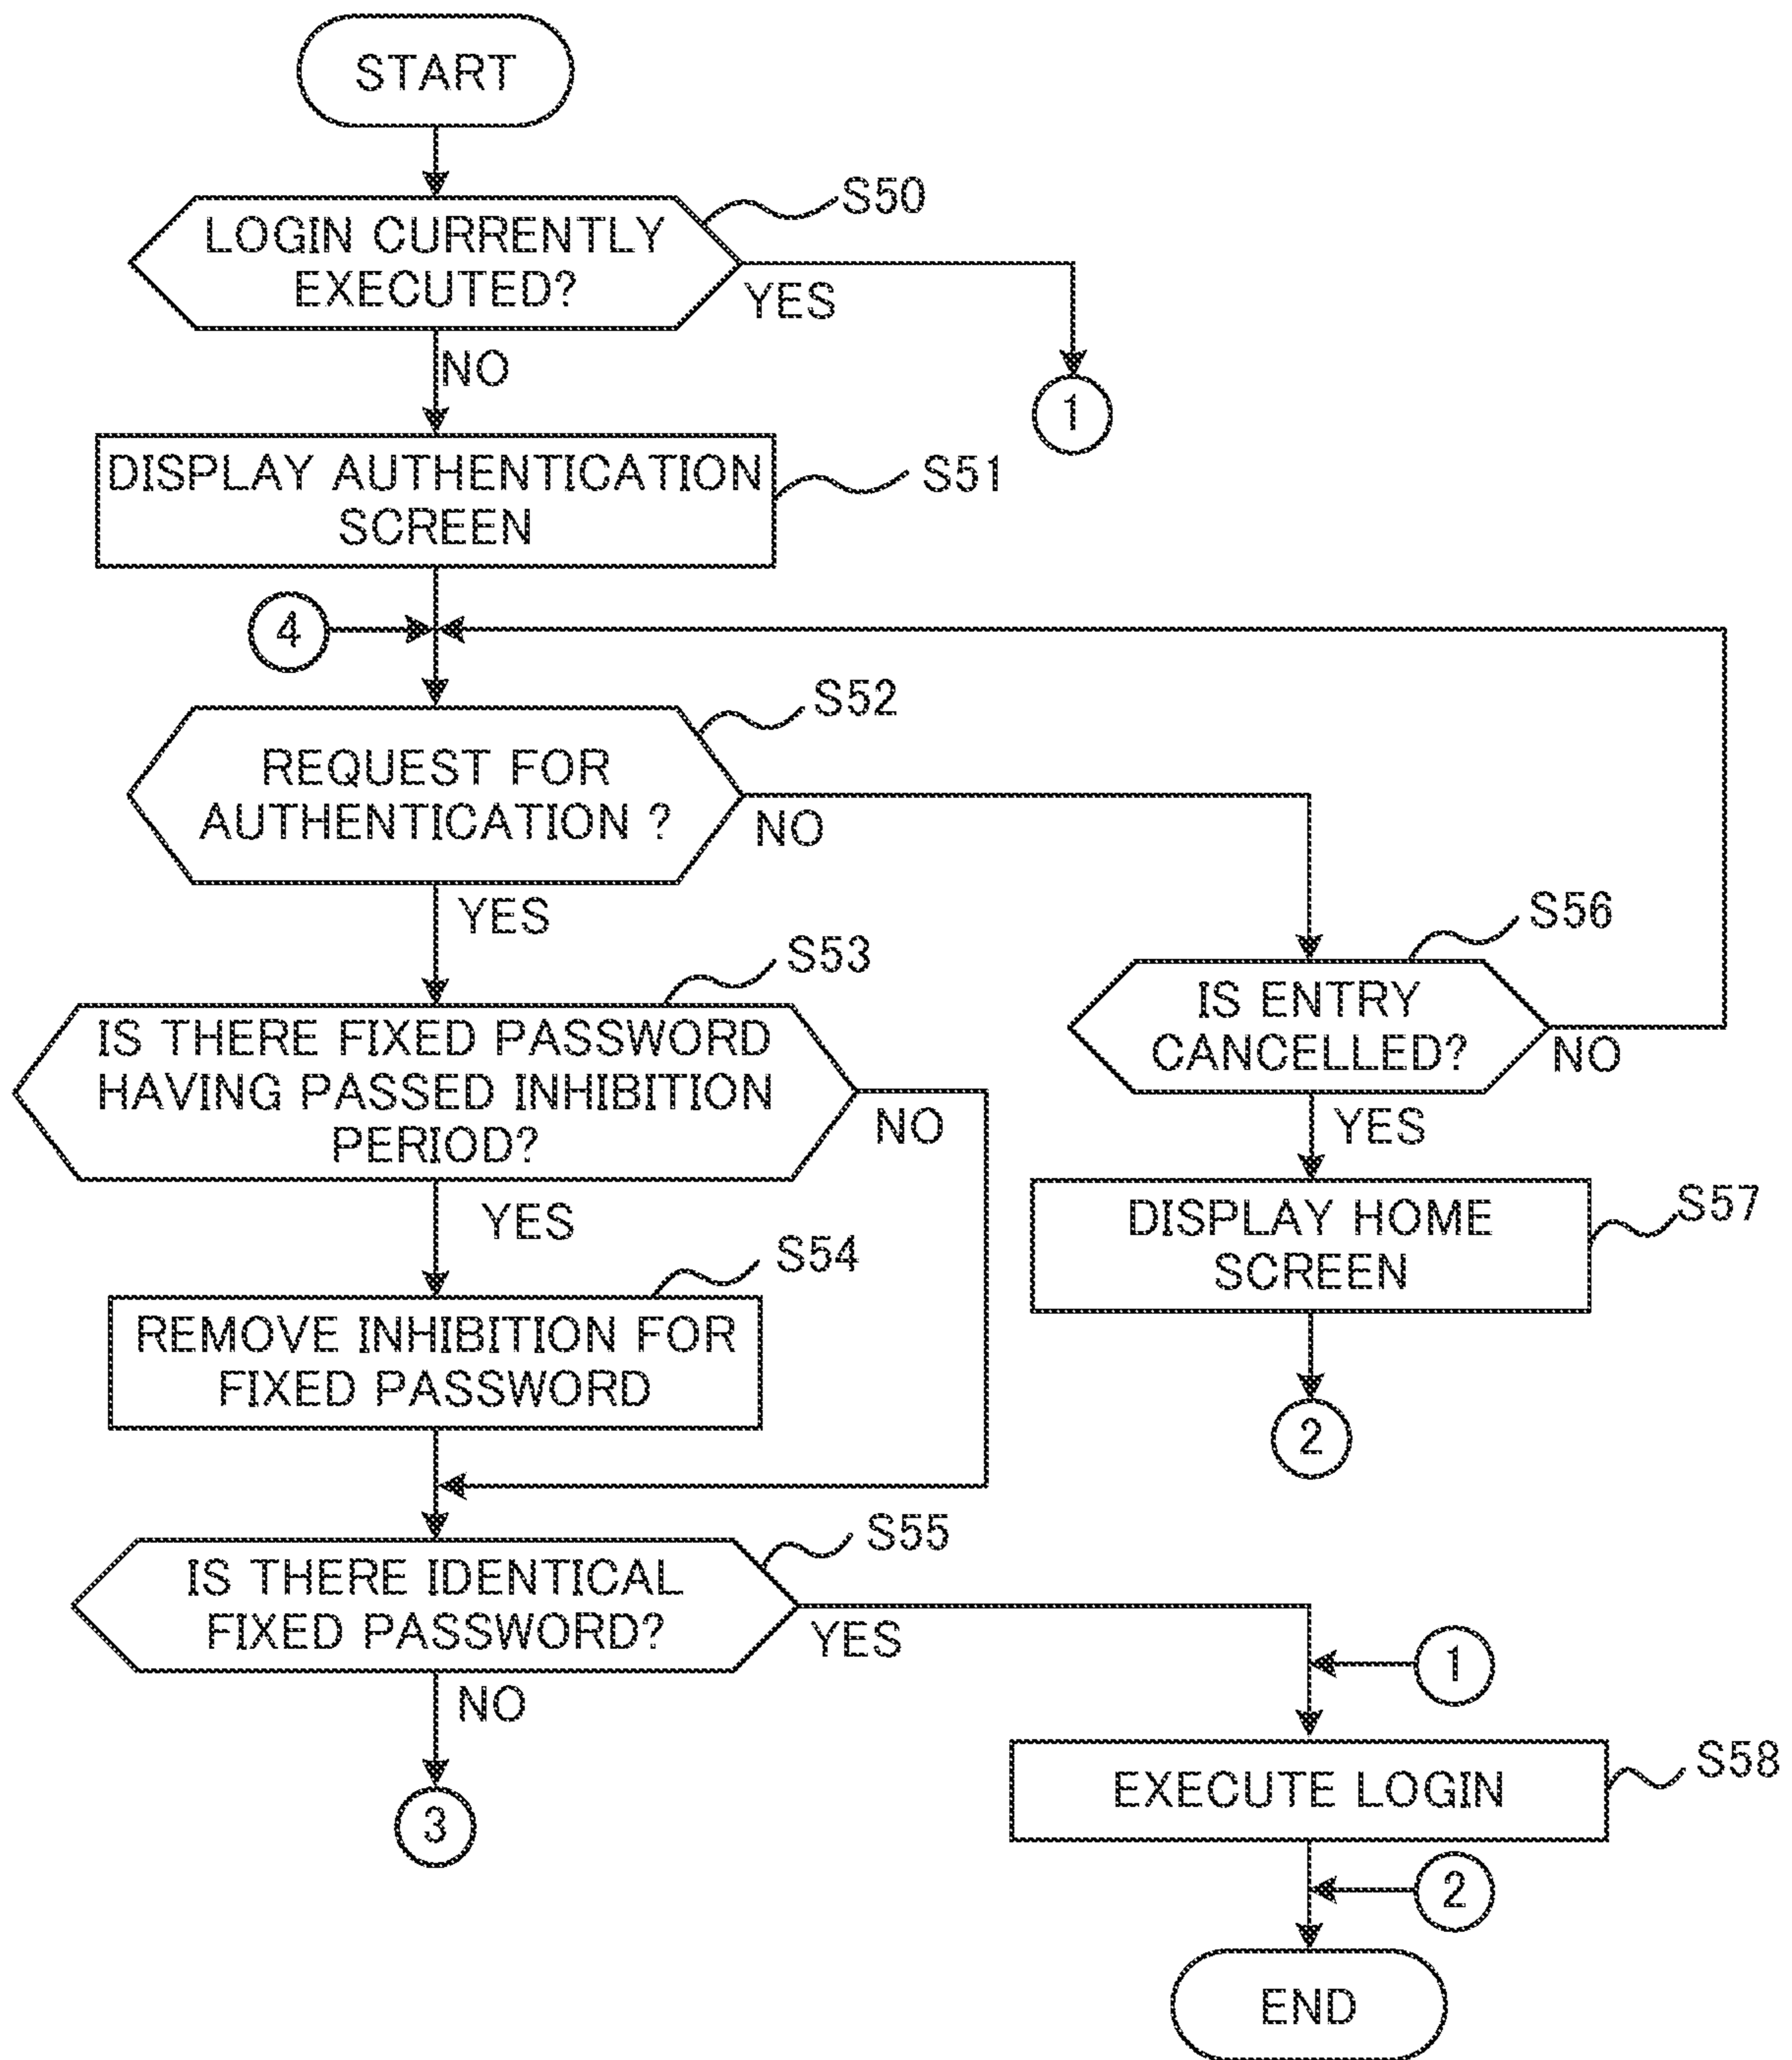 START
S50
LOGIN CURRENTLY
EXECUTED?
YES
NO
1
DISPLAY AUTHENTICATION
SCREEN
S51
4
S52
REQUEST FOR
AUTHENTICATION ?
NO
YES
S56
S53
IS ENTRY
CANCELLED?
NO
IS THERE FIXED PASSWORD
HAVING PASSED INHIBITION
PERIOD?
NO
YES
YES
S57
DISPLAY HOME
SCREEN
S54
REMOVE INHIBITION FOR
FIXED PASSWORD
2
S55
IS THERE IDENTICAL
FIXED PASSWORD?
YES
1
NO
3
EXECUTE LOGIN
S58
2
END